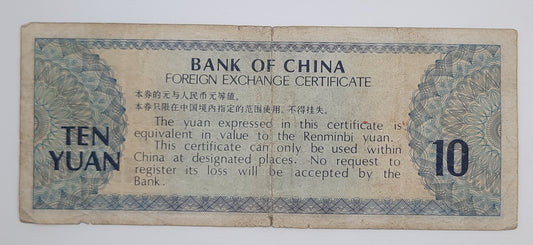 BANK OF CHINA
FOREIGN EXCHANGE CERTIFICATE
本券的元与人民币元等值。
本券只限在中国境内指定的范围使用，不得挂失。
TEN
YUAN
The yuan expressed in this certificate is
equivalent in value to the Renminbi yuan.
This certificate can only be used within
China at designated places. No request to
register its loss will be accepted by the
Bank.
10